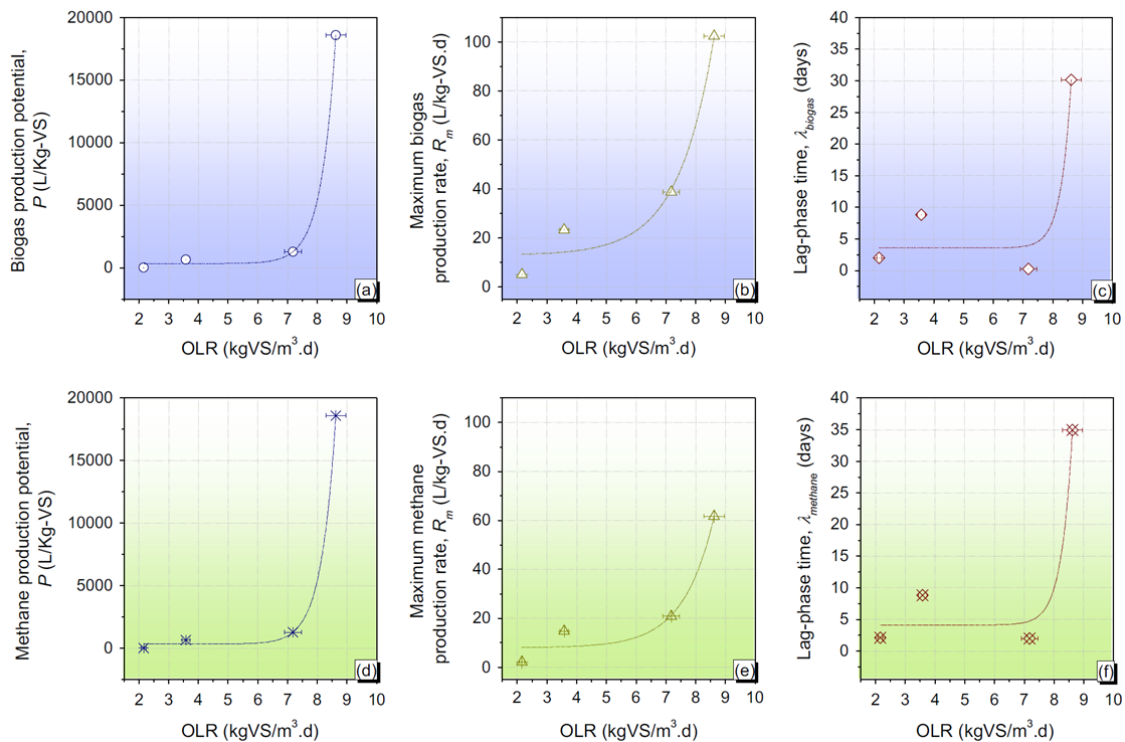 20000
15000
10000
5000
0
Biogas production potential,
P (L/Kg-VS)
(a)
2 3 4 5 6 7 8 9 10
OLR (kgVS/m³.d)
100
80
60
40
20
0
Maximum biogas
production rate, Rm (L/kg-VS.d)
(b)
2 3 4 5 6 7 8 9 10
OLR (kgVS/m³.d)
40
35
30
25
20
15
10
5
0
Lag-phase time, λbiogas (days)
(c)
2 3 4 5 6 7 8 9 10
OLR (kgVS/m³.d)
20000
15000
10000
5000
0
Methane production potential,
P (L/Kg-VS)
(d)
2 3 4 5 6 7 8 9 10
OLR (kgVS/m³.d)
100
80
60
40
20
0
Maximum methane
production rate, Rm (L/kg-VS.d)
(e)
2 3 4 5 6 7 8 9 10
OLR (kgVS/m³.d)
40
35
30
25
20
15
10
5
0
Lag-phase time, λmethane (days)
(f)
2 3 4 5 6 7 8 9 10
OLR (kgVS/m³.d)